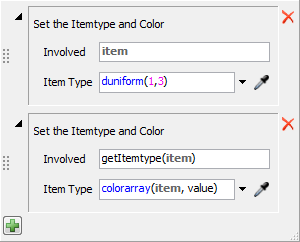 Set the Itemtype and Color
Involved item
Item Type duniform(1,3)
Set the Itemtype and Color
Involved getItemtype(item)
Item Type colorarray(item, value)